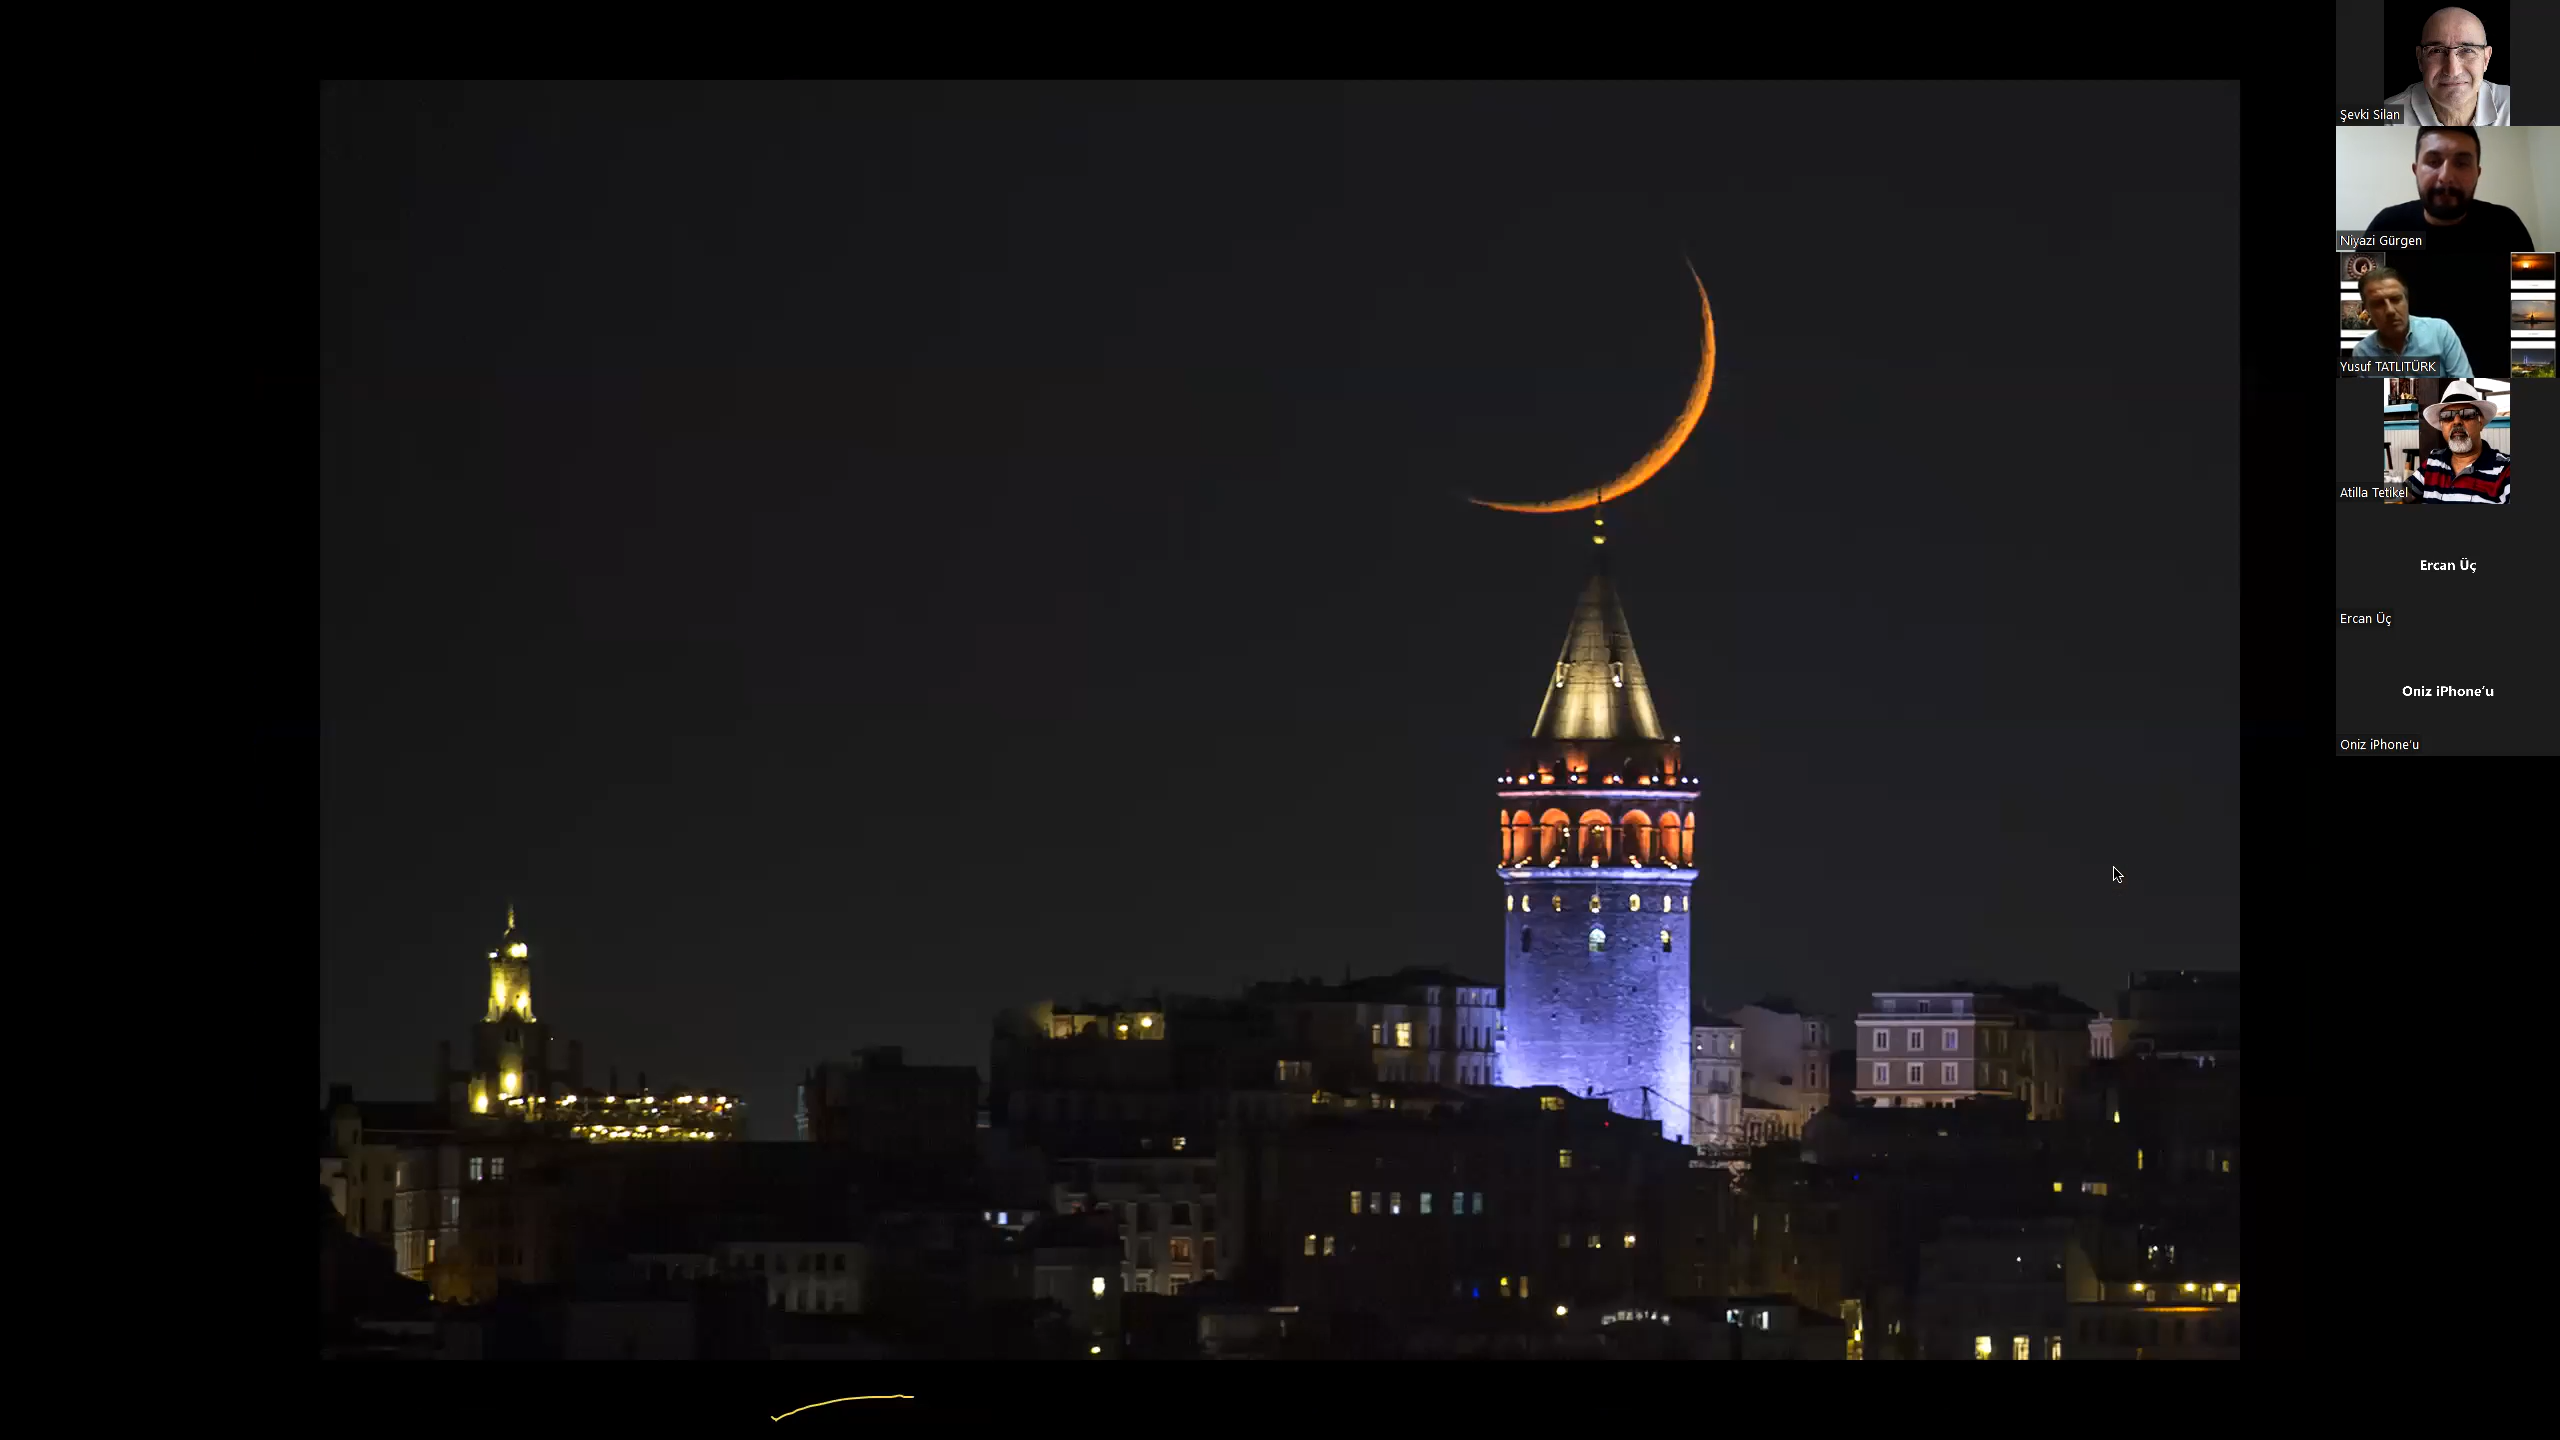 Şevki Silan
Niyazi Gürgen
Yusuf TATLITÜRK
Atilla Tetikel
Ercan Üç
Ercan Üç
Oniz iPhone'u
Oniz iPhone'u